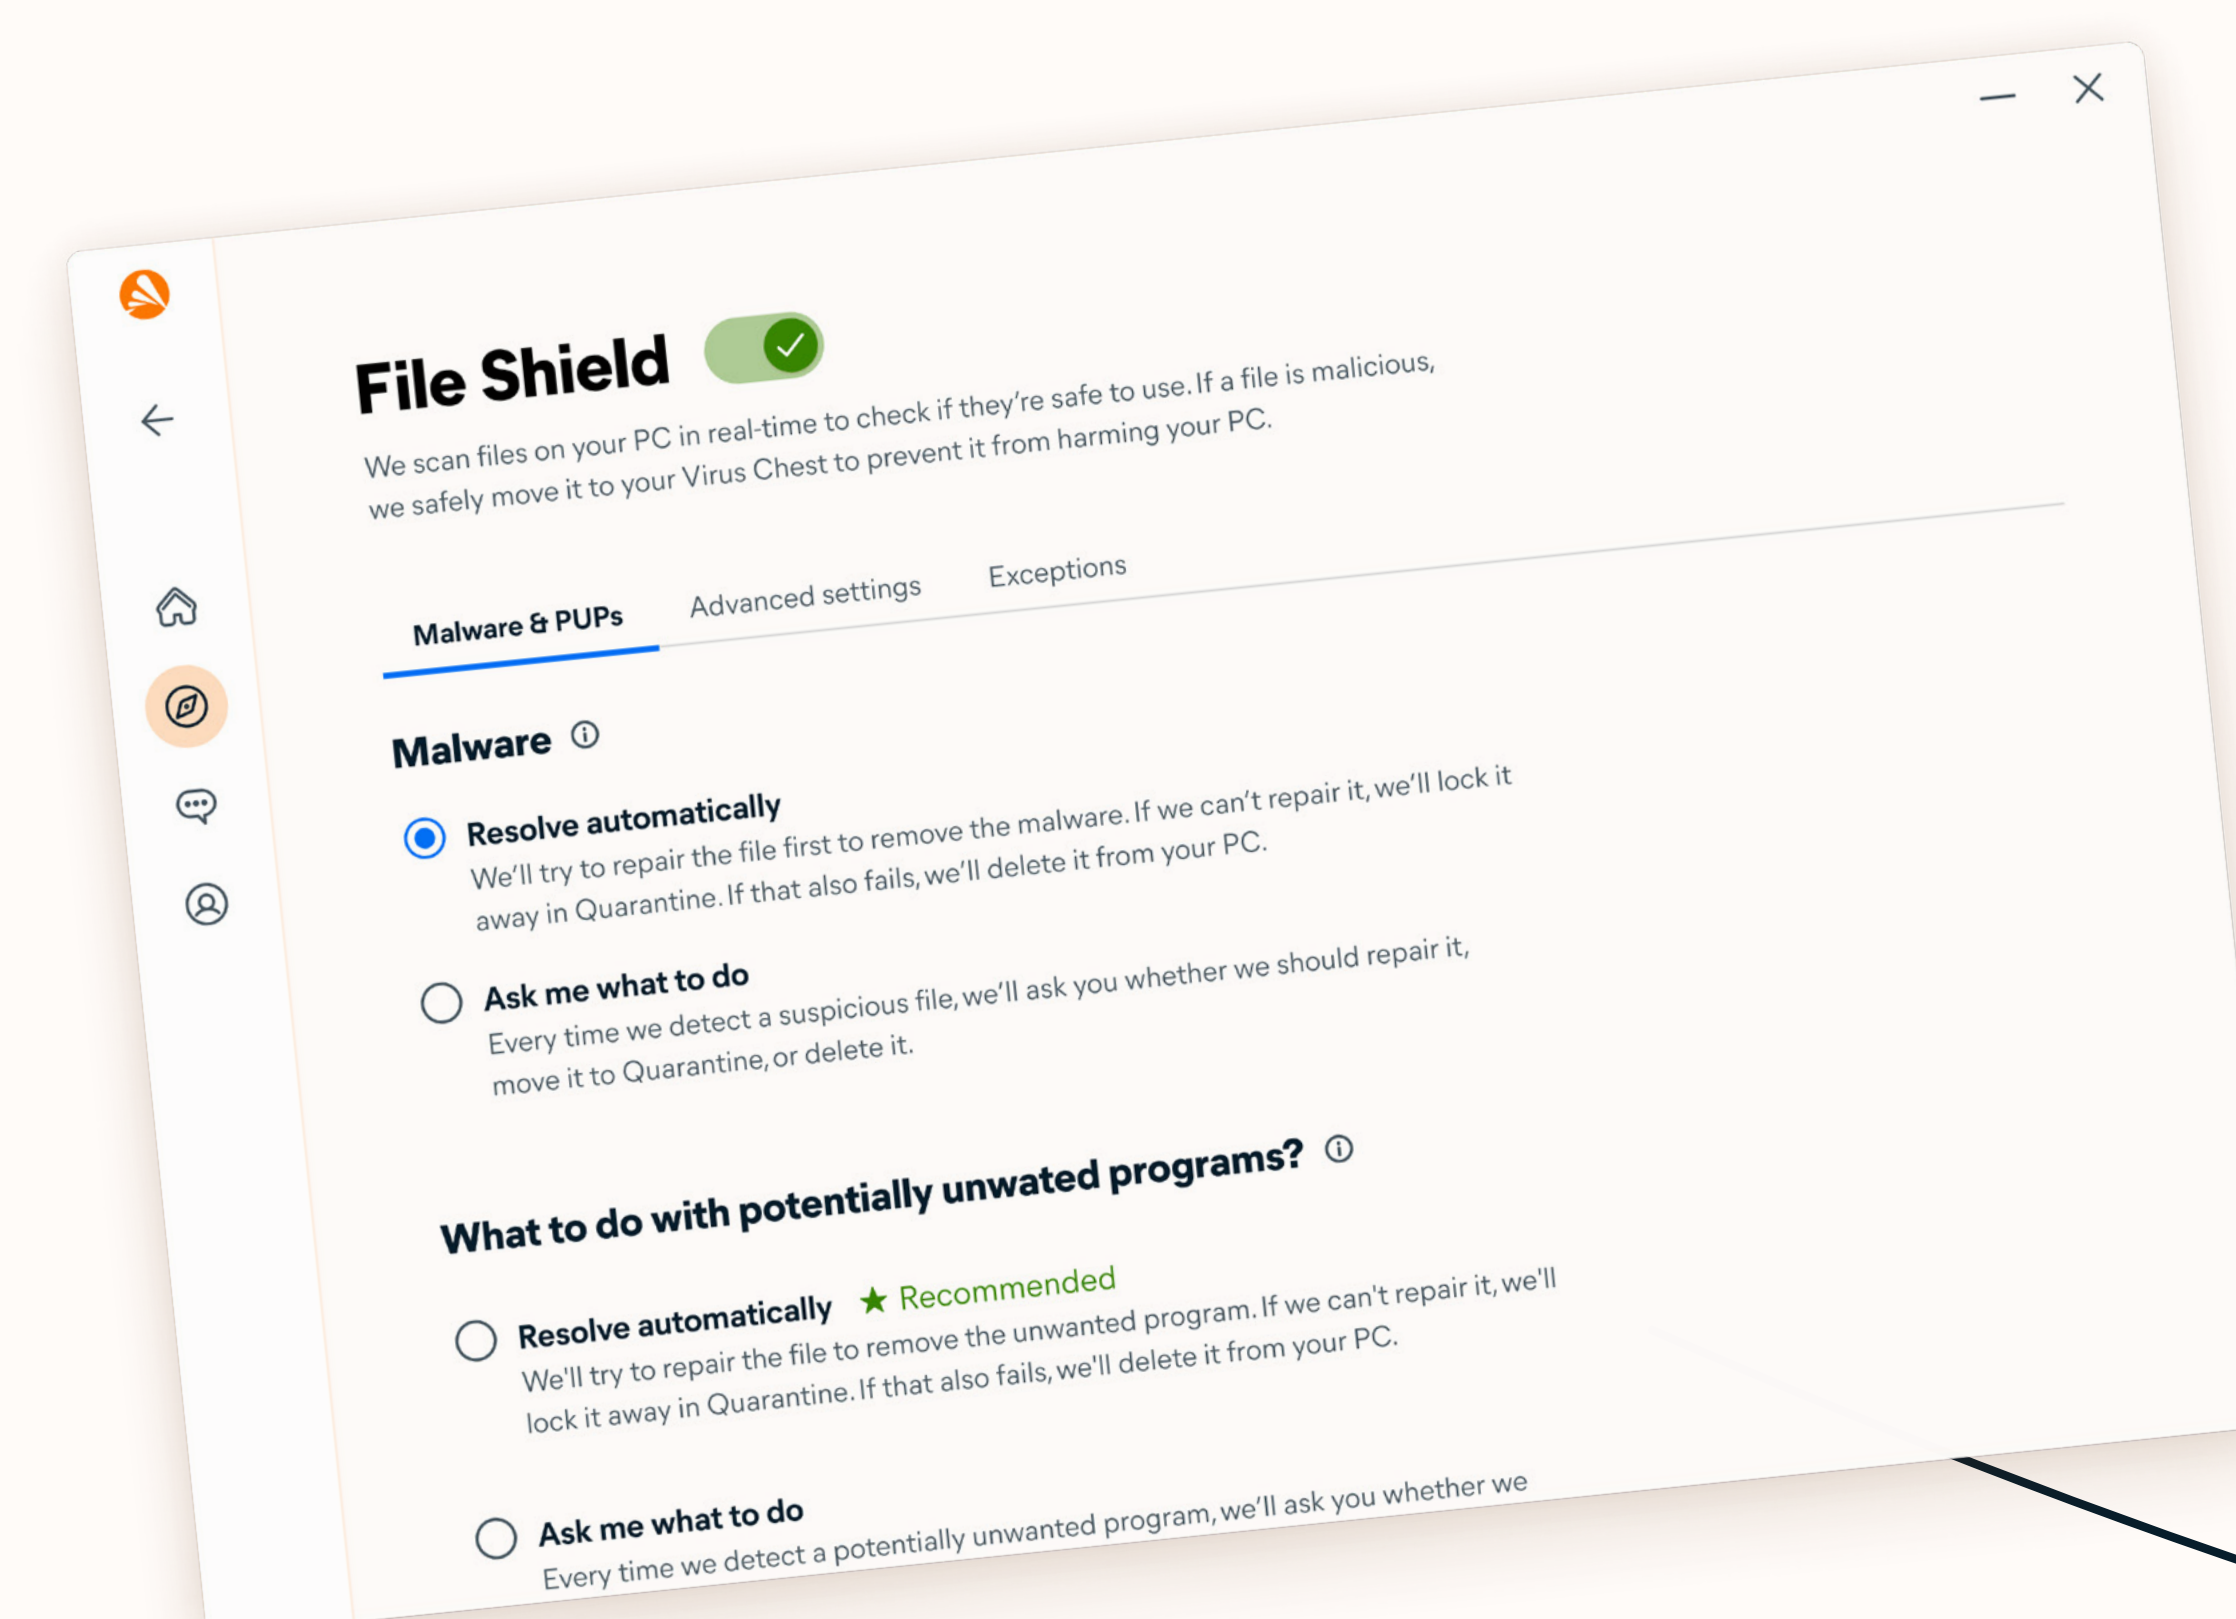 File Shield
We scan files on your PC in real-time to check if they’re safe to use. If a file is malicious,
we safely move it to your Virus Chest to prevent it from harming your PC.
Malware & PUPs
Advanced settings
Exceptions
Malware
Resolve automatically
We’ll try to repair the file first to remove the malware. If we can’t repair it, we’ll lock it
away in Quarantine. If that also fails, we’ll delete it from your PC.
Ask me what to do
Every time we detect a suspicious file, we’ll ask you whether we should repair it,
move it to Quarantine, or delete it.
What to do with potentially unwated programs?
Resolve automatically ★ Recommended
We'll try to repair the file to remove the unwanted program. If we can't repair it, we'll
lock it away in Quarantine. If that also fails, we'll delete it from your PC.
Ask me what to do
Every time we detect a potentially unwanted program, we’ll ask you whether we